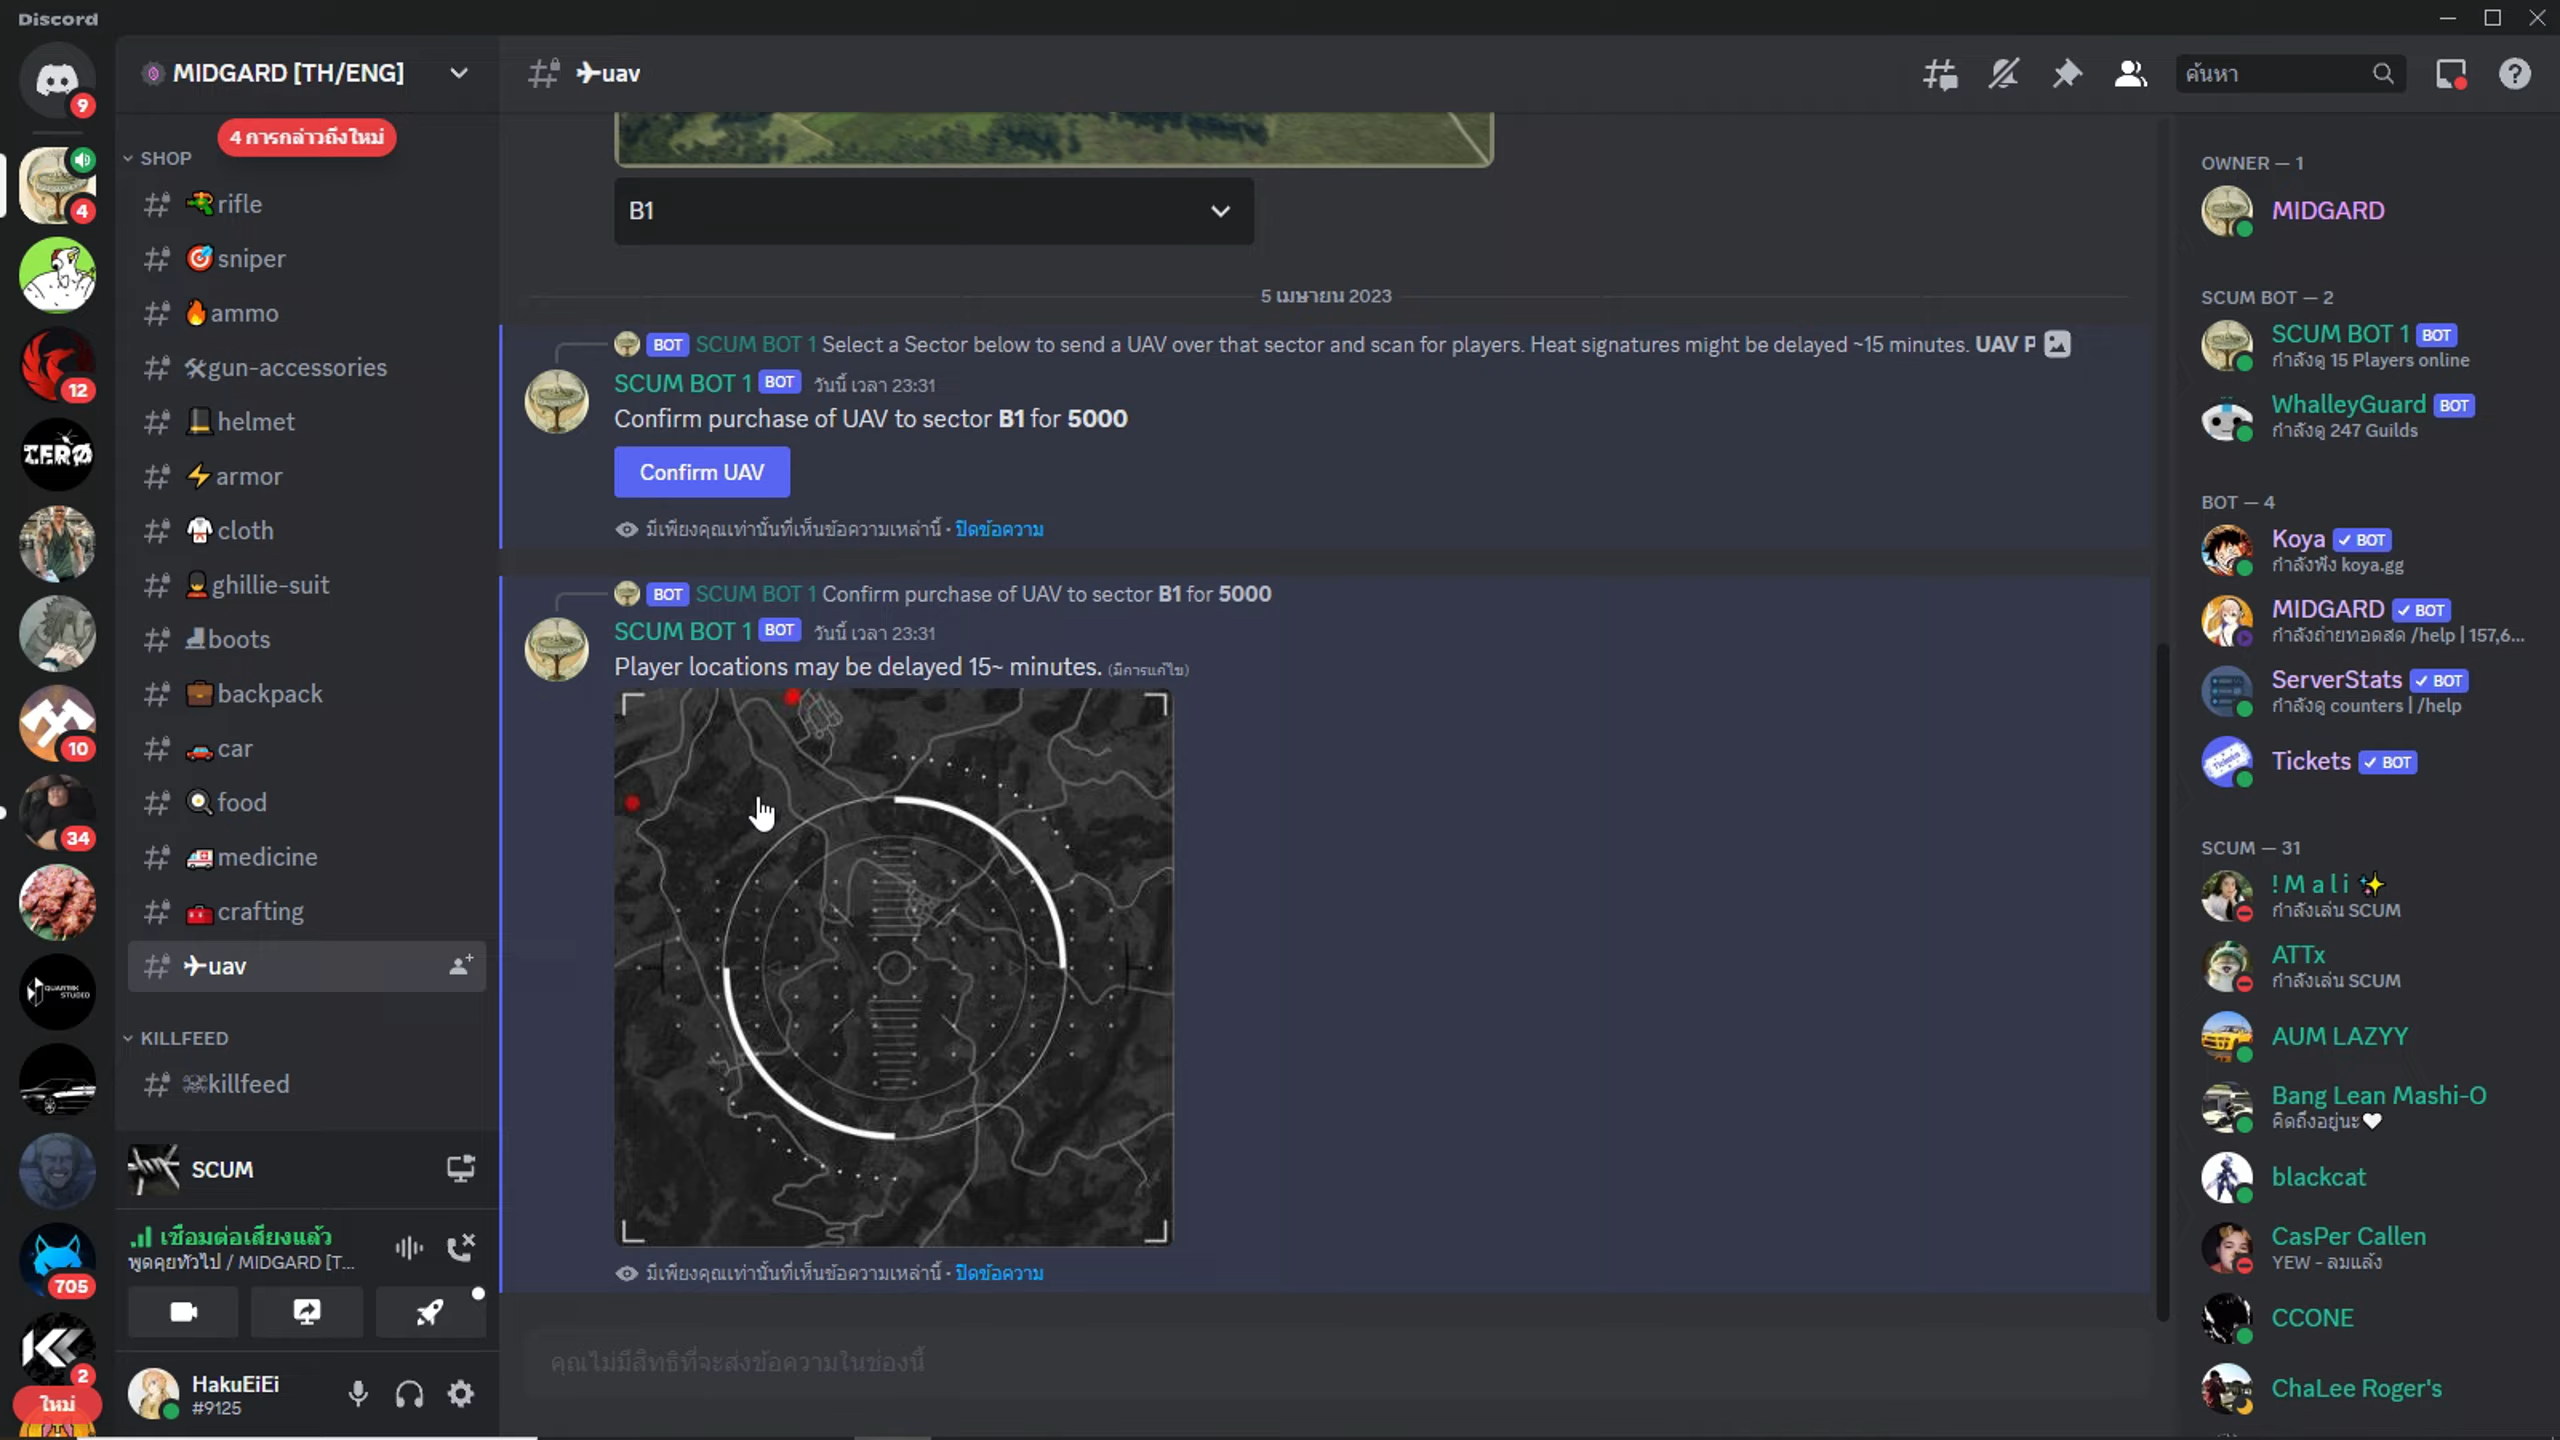 Discord
9
4
12
10
34
705
2
ใหม่
ZERØ
QUANTRIK STUDIO
MIDGARD [TH/ENG]
4 การกล่าวถึงใหม่
SHOP
rifle
sniper
ammo
gun-accessories
helmet
armor
cloth
ghillie-suit
boots
backpack
car
food
medicine
crafting
uav
KILLFEED
killfeed
SCUM
เชื่อมต่อเสียงแล้ว
พูดคุยทั่วไป / MIDGARD [T...
HakuEiEi
#9125
uav
ค้นหา
B1
5 เมษายน 2023
BOT SCUM BOT 1 Select a Sector below to send a UAV over that sector and scan for players. Heat signatures might be delayed ~15 minutes. UAV P
SCUM BOT 1 BOT วันนี้ เวลา 23:31
Confirm purchase of UAV to sector B1 for 5000
Confirm UAV
มีเพียงคุณเท่านั้นที่เห็นข้อความเหล่านี้ • ปิดข้อความ
BOT SCUM BOT 1 Confirm purchase of UAV to sector B1 for 5000
SCUM BOT 1 BOT วันนี้ เวลา 23:31
Player locations may be delayed 15~ minutes. (มีการแก้ไข)
มีเพียงคุณเท่านั้นที่เห็นข้อความเหล่านี้ • ปิดข้อความ
คุณไม่มีสิทธิ์ที่จะส่งข้อความในช่องนี้
OWNER — 1
MIDGARD
SCUM BOT — 2
SCUM BOT 1 BOT
กำลังดู 15 Players online
WhalleyGuard BOT
กำลังดู 247 Guilds
BOT — 4
Koya BOT
กำลังฟัง koya.gg
MIDGARD BOT
กำลังถ่ายทอดสด /help | 157,6...
ServerStats BOT
กำลังดู counters | /help
Tickets BOT
SCUM — 31
! M a l i
กำลังเล่น SCUM
ATTx
กำลังเล่น SCUM
AUM LAZYY
Bang Lean Mashi-O
คิดถึงอยู่นะ
blackcat
CasPer Callen
YEW - ลมแล้ง
CCONE
ChaLee Roger's